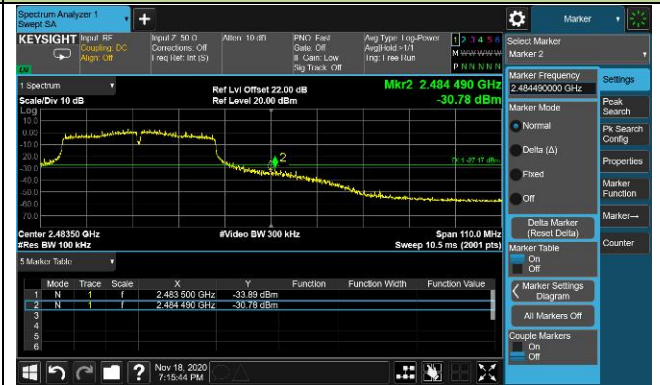 Spectrum Analyzer 1
Swept SA
+
Marker
KEYSIGHT Input RF Input Z: 50 Ω Atten: 10 dB PNO: Fast Avg Type: Log-Power 1 2 3 4 5 6
Coupling: DC Corrections: Off Gate: Off Avg|Hold: >1/1 M W W W W W
Align: Off Freq Ref: Int (S) IF Gain: Low Trig: Free Run
Sig Track: Off P N N N N N
Select Marker
Marker 2
1 Spectrum
Scale/Div 10 dB
Ref Lvl Offset 22.00 dB
Ref Level 20.00 dBm
Mkr2 2.484 490 GHz
-30.78 dBm
Log
10.0
0.00
-10.0
-20.0
-30.0
-40.0
-50.0
-60.0
-70.0
2
DL1 -27.17 dBm
Center 2.48350 GHz
#Res BW 100 kHz
#Video BW 300 kHz
Span 110.0 MHz
Sweep 10.5 ms (2001 pts)
5 Marker Table
Mode Trace Scale X Y Function Function Width Function Value
1 N 1 f 2.483 500 GHz -33.89 dBm
2 N 1 f 2.484 490 GHz -30.78 dBm
3
4
5
6
Marker Frequency
2.484490000 GHz
Marker Mode
Normal
Delta (Δ)
Fixed
Off
Delta Marker
(Reset Delta)
Marker Table
On
Off
Marker Settings
Diagram
All Markers Off
Couple Markers
On
Off
Settings
Peak
Search
Pk Search
Config
Properties
Marker
Function
Marker→
Counter
?
Nov 18, 2020
7:15:44 PM